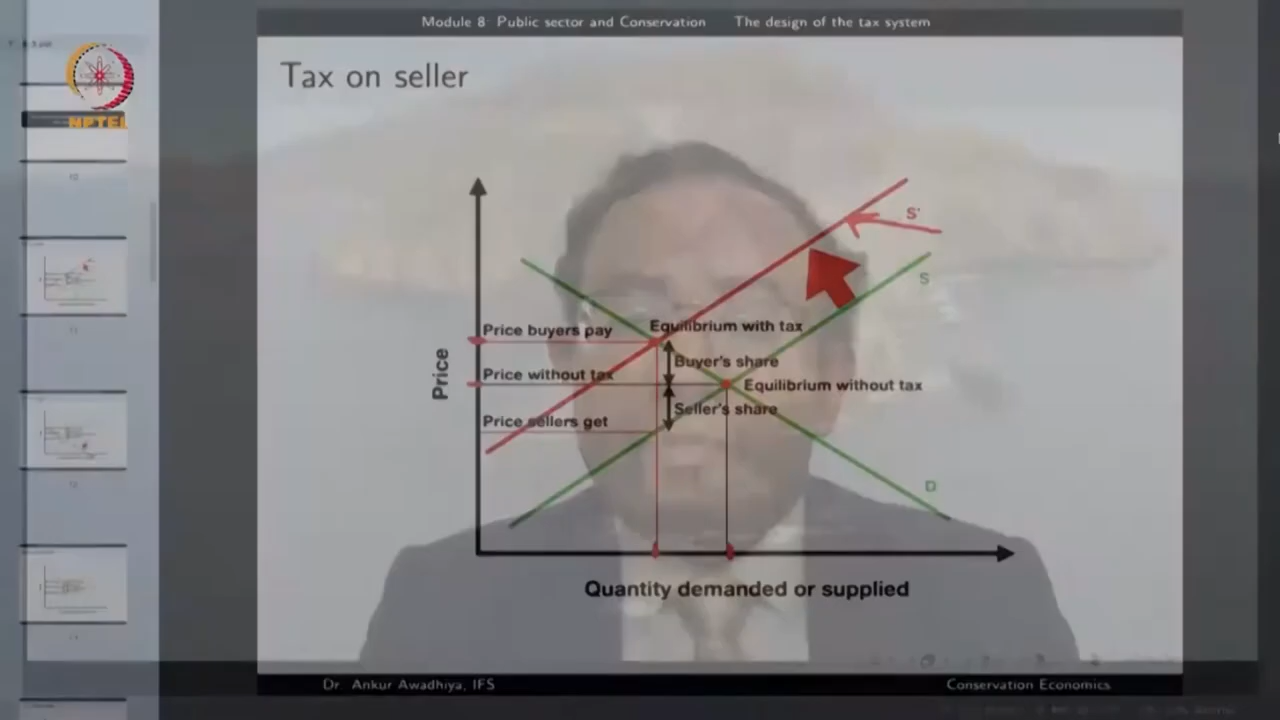 Module 8: Public sector and Conservation The design of the tax system
NPTEL
Tax on seller
S'
S
Price buyers pay
Equilibrium with tax
Buyer's share
Price without tax
Equilibrium without tax
Seller's share
Price sellers get
Price
D
Quantity demanded or supplied
Dr. Ankur Awadhiya, IFS
Conservation Economics